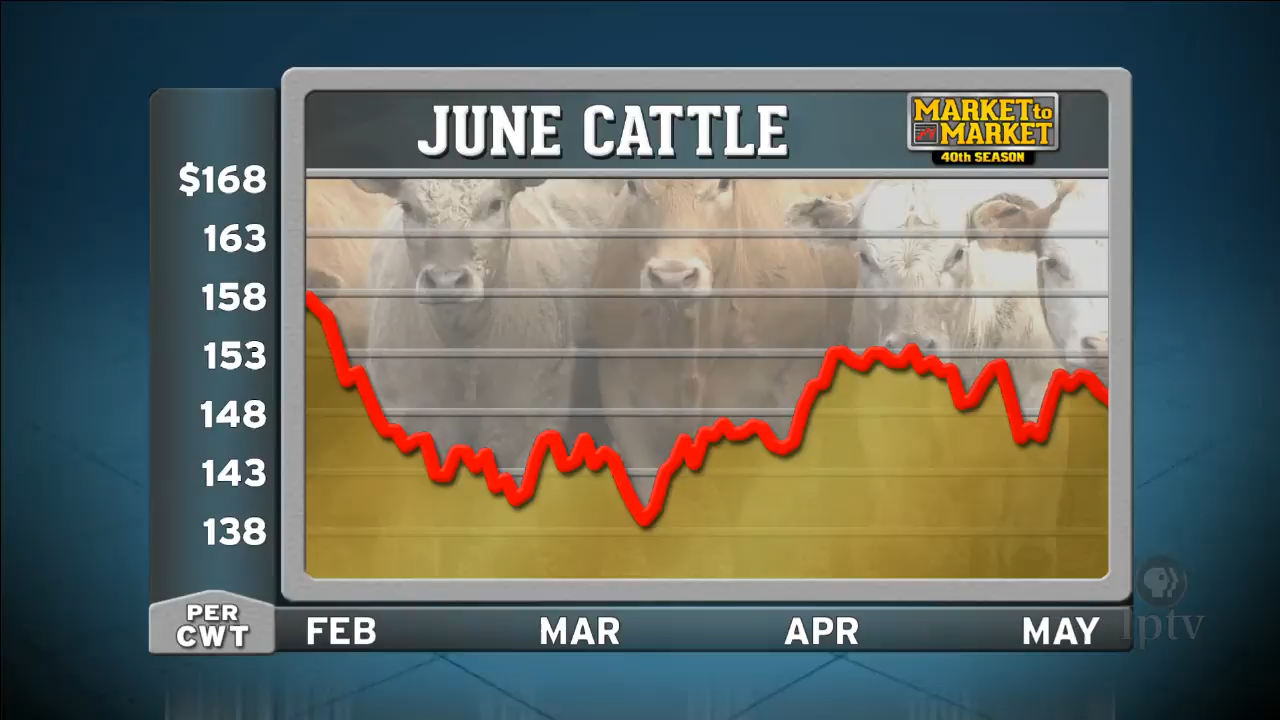 JUNE CATTLE
MARKET to
MARKET
40th SEASON
$168
163
158
153
148
143
138
PER
CWT
FEB MAR APR MAY
iptv